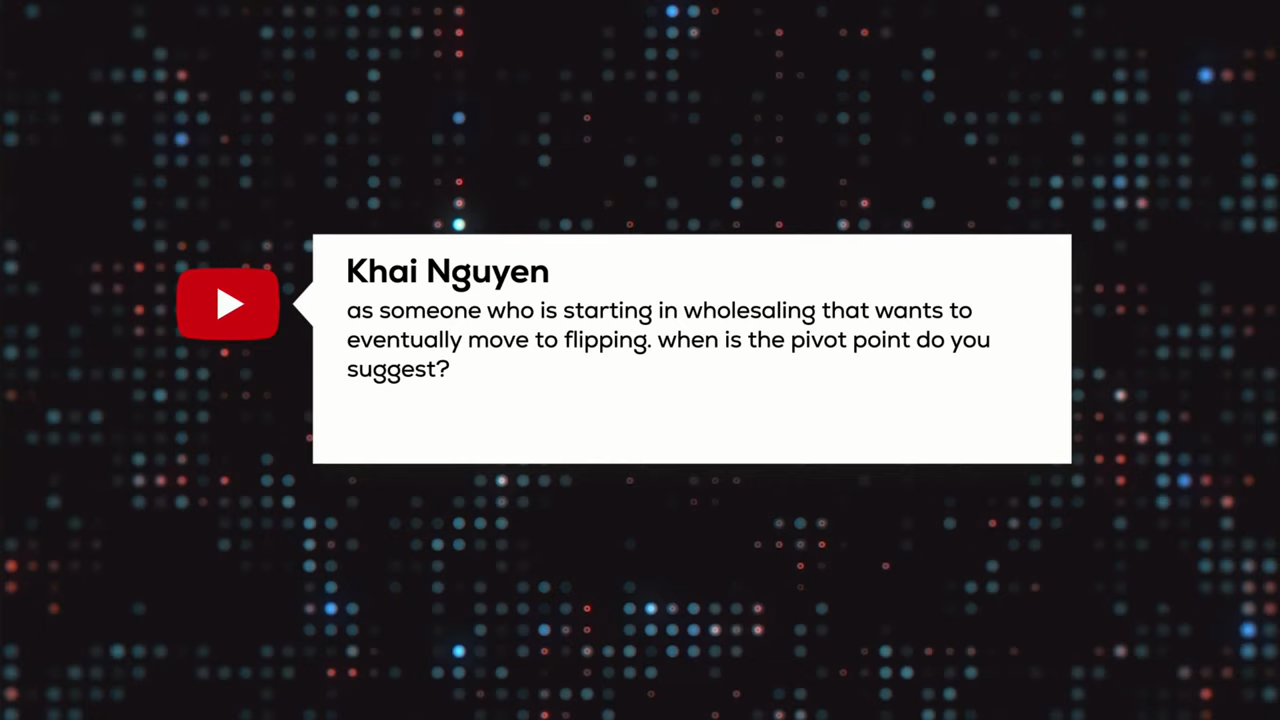 Khai Nguyen
as someone who is starting in wholesaling that wants to
eventually move to flipping. when is the pivot point do you
suggest?